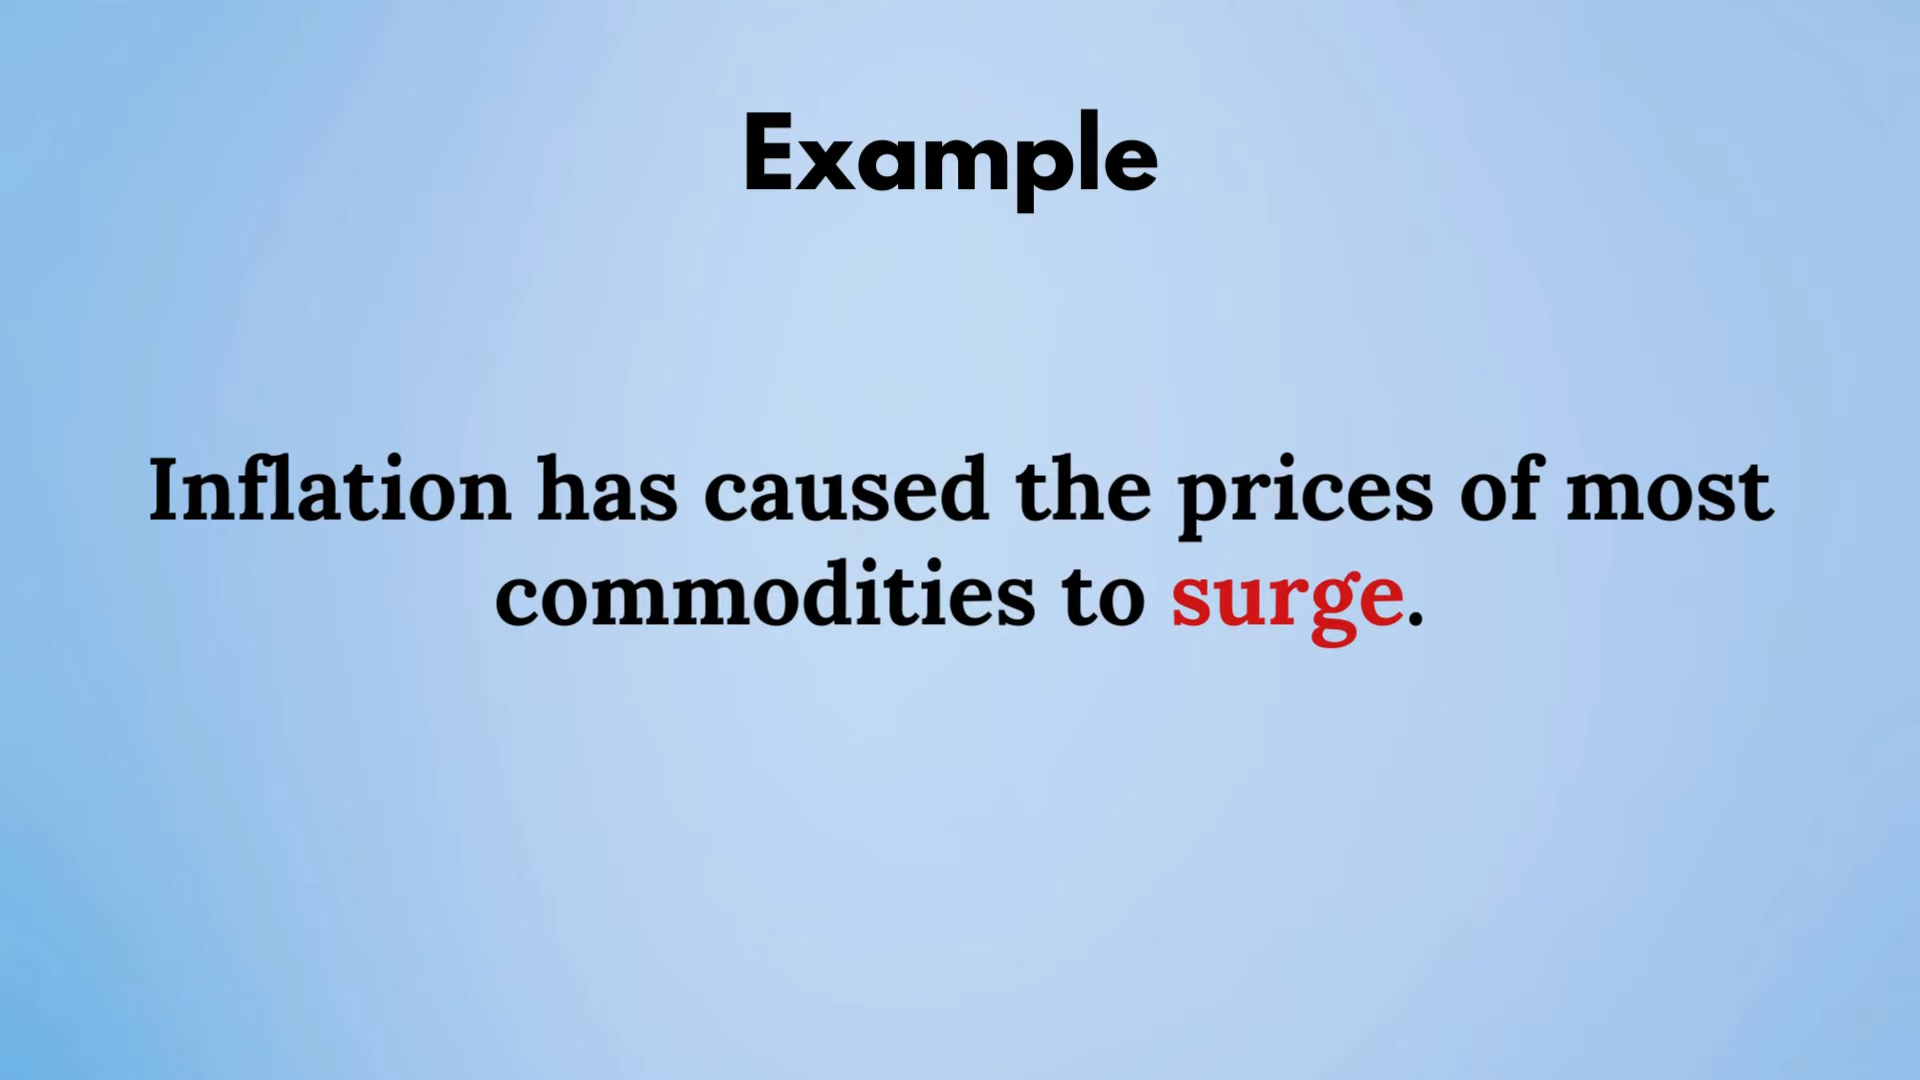 Example
Inflation has caused the prices of most
commodities to surge.